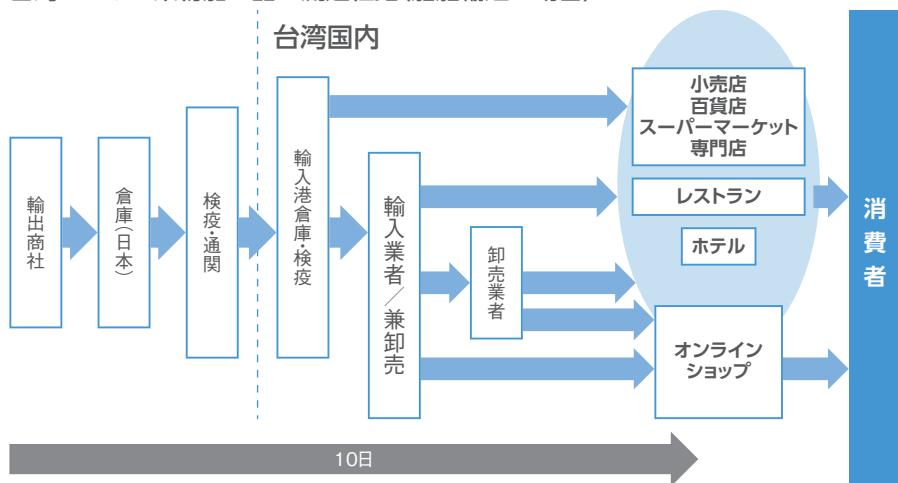 台湾国内
輸出商社
倉庫(日本)
検疫・通関
輸入港倉庫・検疫
輸入業者／兼卸売
卸売業者
小売店
百貨店
スーパーマーケット
専門店
レストラン
ホテル
オンライン
ショップ
消費者
10日